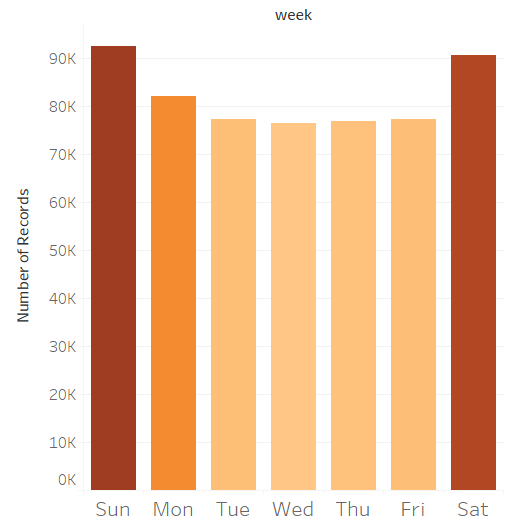 week
Number of Records
90K
80K
70K
60K
50K
40K
30K
20K
10K
0K
Sun Mon Tue Wed Thu Fri Sat